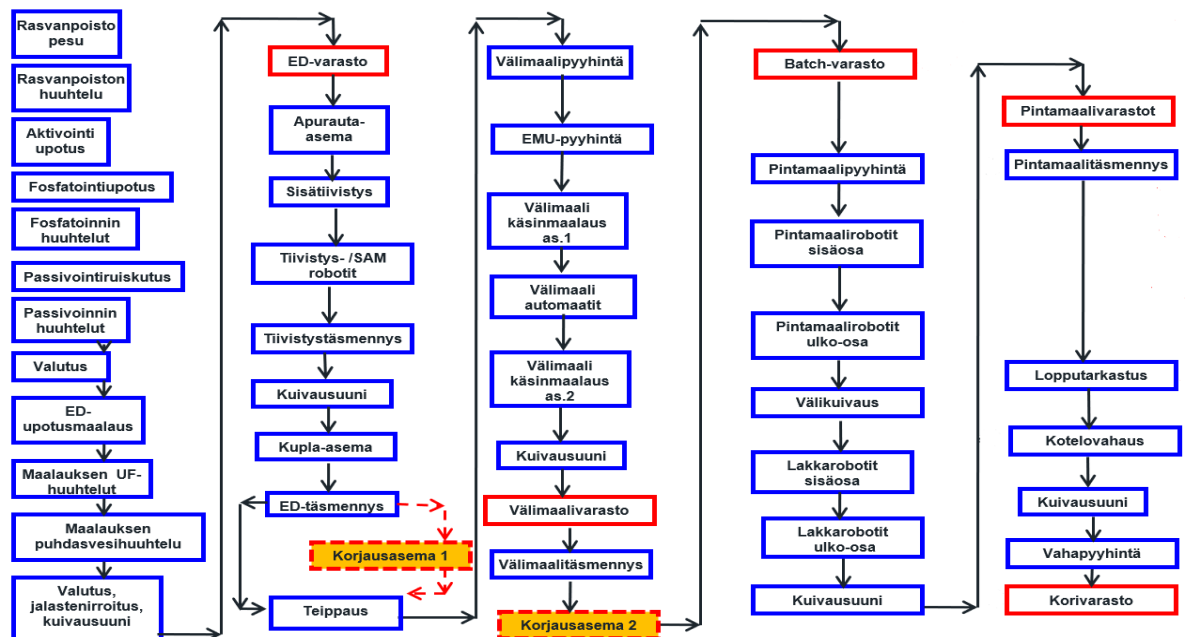 Rasvanpoisto
pesu
Rasvanpoiston
huuhtelu
Aktivointi
upotus
Fosfatointiupotus
Fosfatoinnin
huuhtelut
Passivointiruiskutus
Passivoinnin
huuhtelut
Valutus
ED-
upotusmaalaus
Maalauksen UF-
huuhtelut
Maalauksen
puhdasvesihuuhtelu
Valutus,
jalastenirroitus,
kuivausuuni
ED-varasto
Apurauta-
asema
Sisätiivistys
Tiivistys- /SAM
robotit
Tiivistystäsmennys
Kuivausuuni
Kupla-asema
ED-täsmennys
Korjausasema 1
Teippaus
Välimaalipyyhintä
EMU-pyyhintä
Välimaali
käsinmaalaus
as.1
Välimaali
automaatit
Välimaali
käsinmaalaus
as.2
Kuivausuuni
Välimaalivarasto
Välimaalitäsmennys
Korjausasema 2
Batch-varasto
Pintamaalipyyhintä
Pintamaalirobotit
sisäosa
Pintamaalirobotit
ulko-osa
Välikuivaus
Lakkarobotit
sisäosa
Lakkarobotit
ulko-osa
Kuivausuuni
Pintamaalivarastot
Pintamaalitäsmennys
Lopputarkastus
Kotelovahaus
Kuivausuuni
Vahapyyhintä
Korivarasto